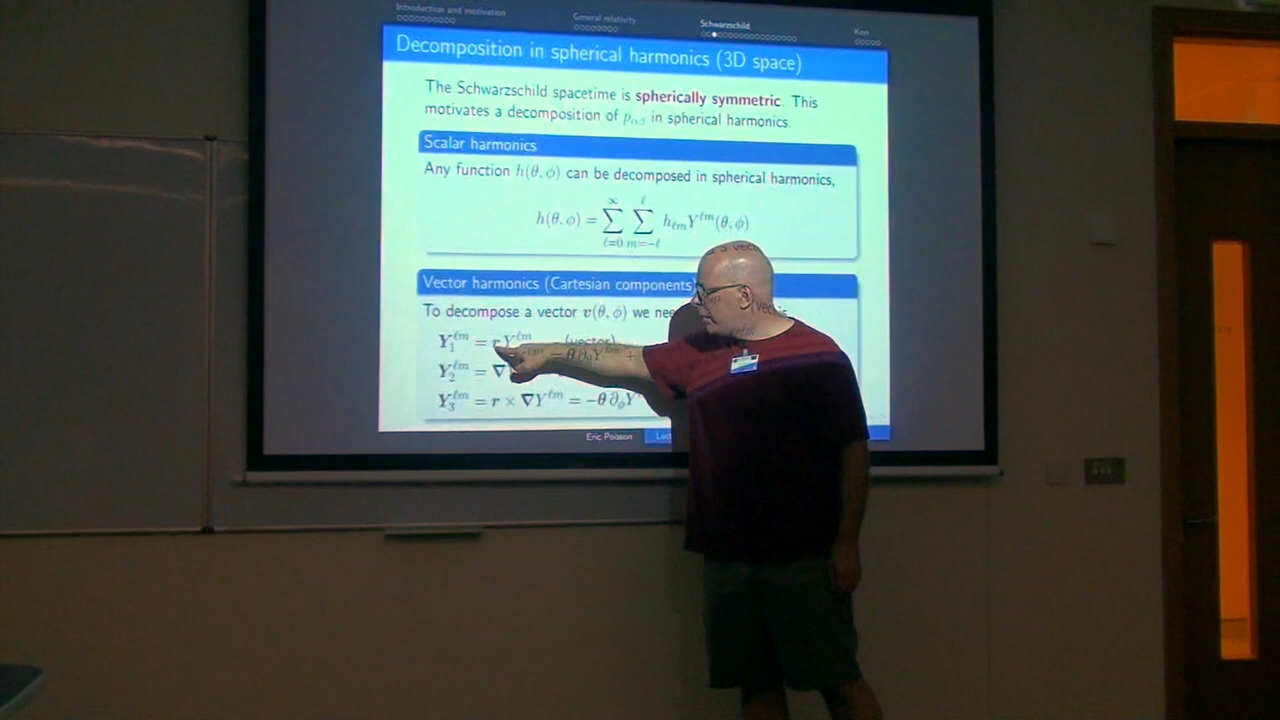 Introduction and motivation
General relativity
Schwarzschild
Kerr
Decomposition in spherical harmonics (3D space)
The Schwarzschild spacetime is spherically symmetric. This
motivates a decomposition of pαβ in spherical harmonics.
Scalar harmonics
Any function h(θ, ϕ) can be decomposed in spherical harmonics,
h(θ, ϕ) = ∑_{ℓ=0}^{∞} ∑_{m=−ℓ}^{ℓ} h_{ℓm} Y^{ℓm}(θ, ϕ)
Vector harmonics (Cartesian components
To decompose a vector v(θ, ϕ) we
Y_1^{ℓm} = r Y^{ℓm} (vector)
Y_2^{ℓm} = ∇
Y_3^{ℓm} = r × ∇Y^{ℓm} = −θ ∂_ϕ Y
Eric Poisson